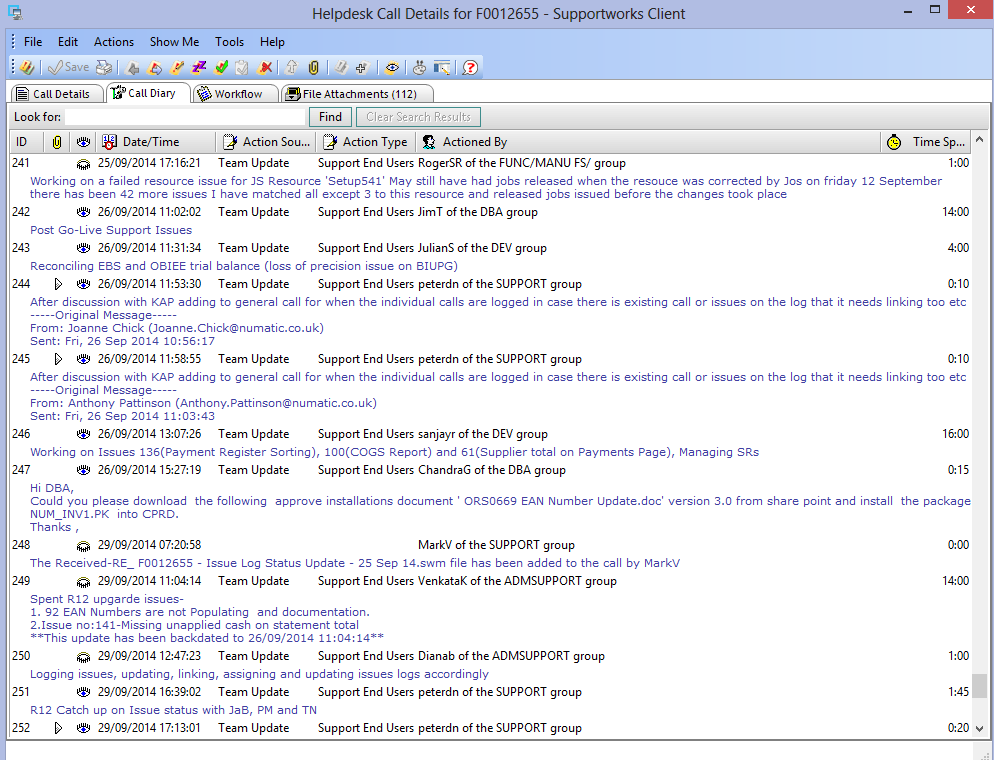 Helpdesk Call Details for F0012655 - Supportworks Client
File Edit Actions Show Me Tools Help
Save
Call Details Call Diary Workflow File Attachments (112)
Look for: Find Clear Search Results
ID Date/Time Action Sou... Action Type Actioned By Time Sp...
241 25/09/2014 17:16:21 Team Update Support End Users RogerSR of the FUNC/MANU FS/ group 1:00
Working on a failed resource issue for JS Resource 'Setup541' May still have had jobs released when the resouce was corrected by Jos on friday 12 September
there has been 42 more issues I have matched all except 3 to this resource and released jobs issued before the changes took place
242 26/09/2014 11:02:02 Team Update Support End Users JimT of the DBA group 14:00
Post Go-Live Support Issues
243 26/09/2014 11:31:34 Team Update Support End Users JulianS of the DEV group 4:00
Reconciling EBS and OBIEE trial balance (loss of precision issue on BIUPG)
244 26/09/2014 11:53:30 Team Update Support End Users peterdn of the SUPPORT group 0:10
After discussion with KAP adding to general call for when the individual calls are logged in case there is existing call or issues on the log that it needs linking too etc
-----Original Message-----
From: Joanne Chick (Joanne.Chick@numatic.co.uk)
Sent: Fri, 26 Sep 2014 10:56:17
245 26/09/2014 11:58:55 Team Update Support End Users peterdn of the SUPPORT group 0:10
After discussion with KAP adding to general call for when the individual calls are logged in case there is existing call or issues on the log that it needs linking too etc
-----Original Message-----
From: Anthony Pattinson (Anthony.Pattinson@numatic.co.uk)
Sent: Fri, 26 Sep 2014 11:03:43
246 26/09/2014 13:07:26 Team Update Support End Users sanjayr of the DEV group 16:00
Working on Issues 136(Payment Register Sorting), 100(COGS Report) and 61(Supplier total on Payments Page), Managing SRs
247 26/09/2014 15:27:19 Team Update Support End Users ChandraG of the DBA group 0:15
Hi DBA,
Could you please download the following approve installations document ' ORS0669 EAN Number Update.doc' version 3.0 from share point and install the package
NUM_INV1.PK into CPRD.
Thanks ,
248 29/09/2014 07:20:58 MarkV of the SUPPORT group 0:00
The Received-RE_ F0012655 - Issue Log Status Update - 25 Sep 14.swm file has been added to the call by MarkV
249 29/09/2014 11:04:14 Team Update Support End Users VenkataK of the ADMSUPPORT group 14:00
Spent R12 upgarde issues-
1. 92 EAN Numbers are not Populating and documentation.
2.Issue no:141-Missing unapplied cash on statement total
**This update has been backdated to 26/09/2014 11:04:14**
250 29/09/2014 12:47:23 Team Update Support End Users Dianab of the ADMSUPPORT group 1:00
Logging issues, updating, linking, assigning and updating issues logs accordingly
251 29/09/2014 16:39:02 Team Update Support End Users peterdn of the SUPPORT group 1:45
R12 Catch up on Issue status with JaB, PM and TN
252 29/09/2014 17:13:01 Team Update Support End Users peterdn of the SUPPORT group 0:20